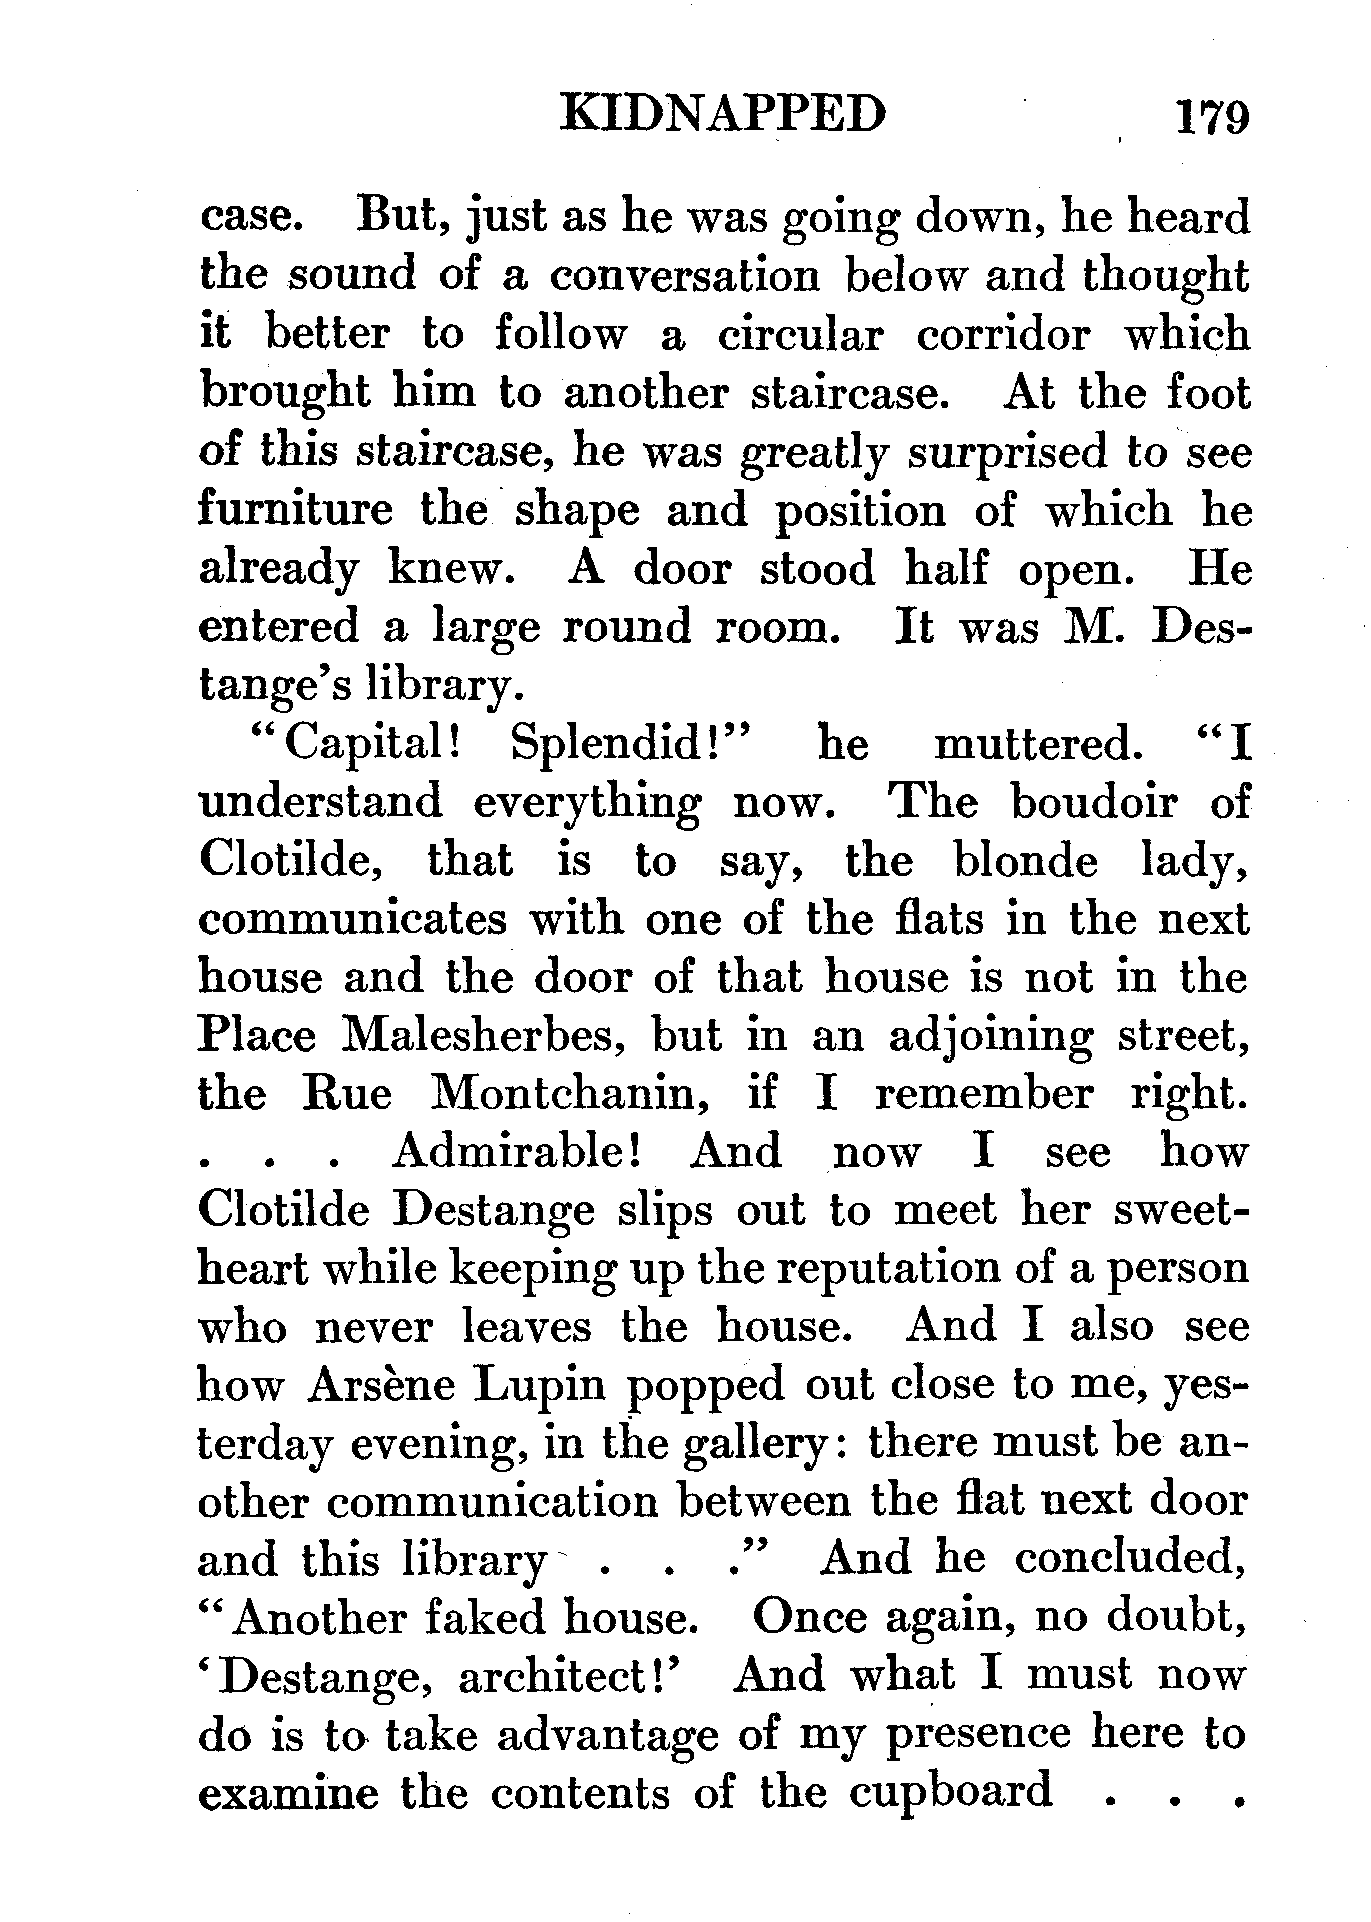 KIDNAPPED 179
case. But, just as he was going down, he heard
the sound of a conversation below and thought
it better to follow a circular corridor which
brought him to another staircase. At the foot
of this staircase, he was greatly surprised to see
furniture the shape and position of which he
already knew. A door stood half open. He
entered a large round room. It was M. Des-
tange's library.
"Capital! Splendid!" he muttered. "I
understand everything now. The boudoir of
Clotilde, that is to say, the blonde lady,
communicates with one of the flats in the next
house and the door of that house is not in the
Place Malesherbes, but in an adjoining street,
the Rue Montchanin, if I remember right.
. . . Admirable! And now I see how
Clotilde Destange slips out to meet her sweet-
heart while keeping up the reputation of a person
who never leaves the house. And I also see
how Arsène Lupin popped out close to me, yes-
terday evening, in the gallery: there must be an-
other communication between the flat next door
and this library . . ." And he concluded,
"Another faked house. Once again, no doubt,
'Destange, architect!' And what I must now
do is to take advantage of my presence here to
examine the contents of the cupboard . . .